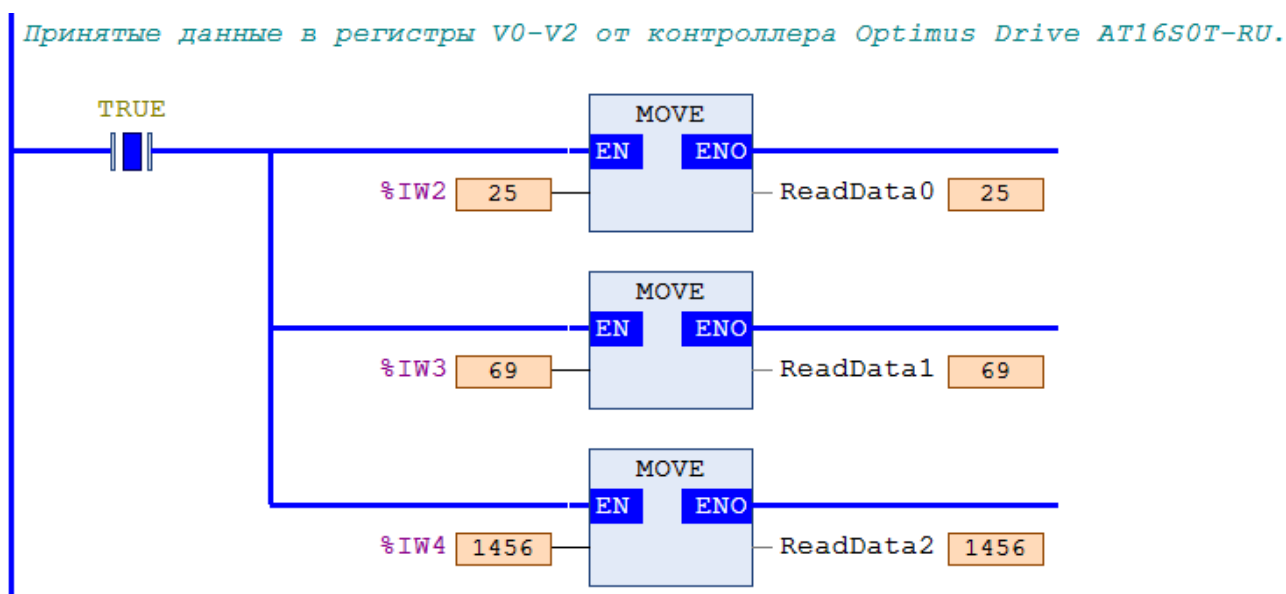 Принятые данные в регистры V0-V2 от контроллера Optimus Drive AT16S0T-RU.
TRUE
MOVE
EN ENO
%IW2 25 ReadData0 25
MOVE
EN ENO
%IW3 69 ReadData1 69
MOVE
EN ENO
%IW4 1456 ReadData2 1456